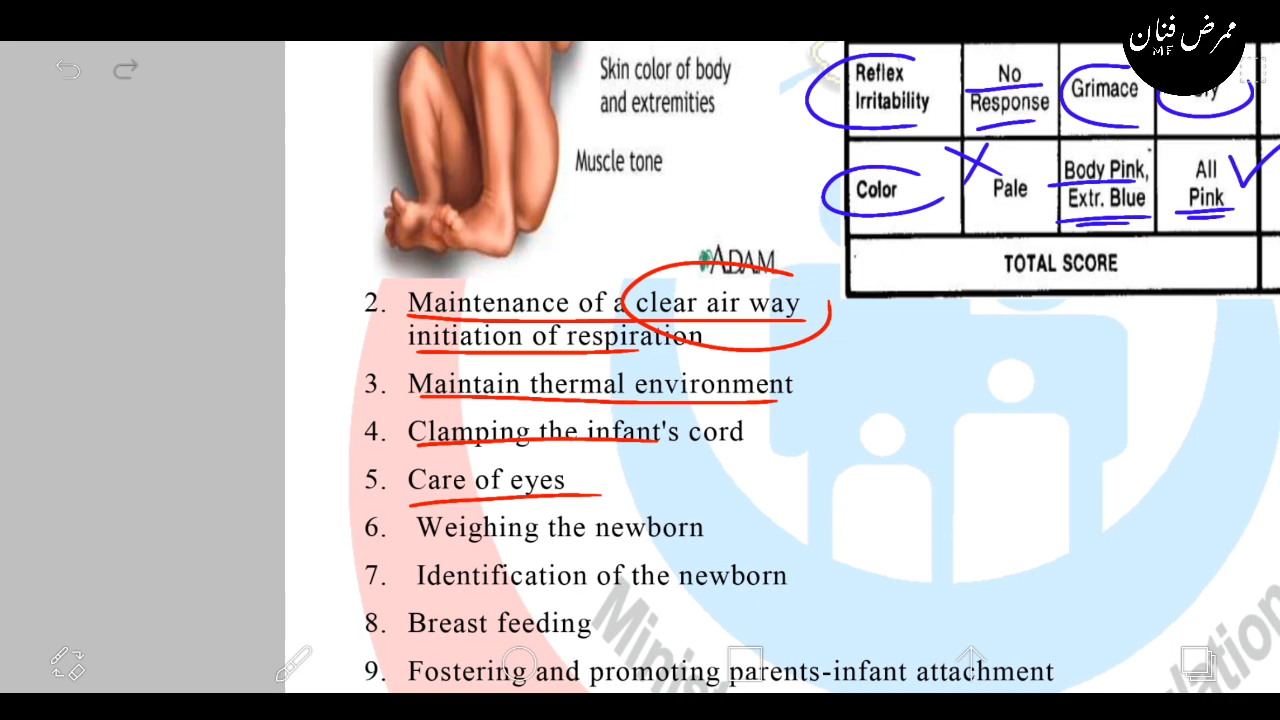 ممرض فنان
MF
Skin color of body
and extremities
Muscle tone
ADAM
Reflex
Irritability
No
Response
Grimace
Color
Pale
Body Pink,
Extr. Blue
All
Pink
TOTAL SCORE
2. Maintenance of a clear air way
initiation of respiration
3. Maintain thermal environment
4. Clamping the infant's cord
5. Care of eyes
6. Weighing the newborn
7. Identification of the newborn
8. Breast feeding
9. Fostering and promoting parents-infant attachment